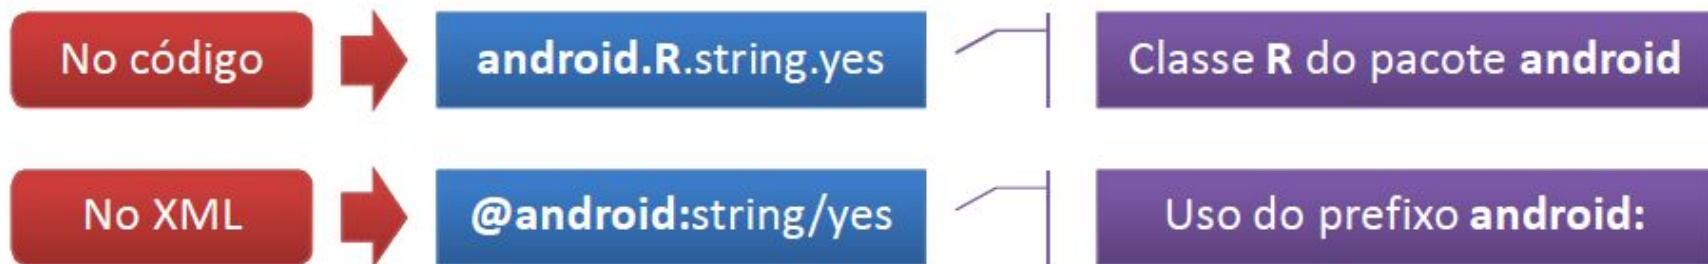 No código
android.R.string.yes
Classe R do pacote android
No XML
@android:string/yes
Uso do prefixo android: